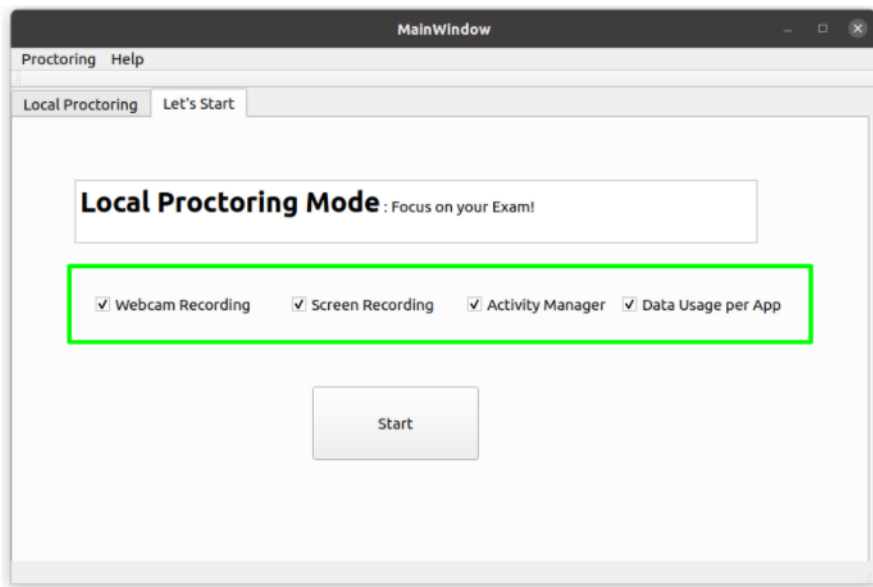 MainWindow
Proctoring Help
Local Proctoring Let's Start
Local Proctoring Mode : Focus on your Exam!
Webcam Recording Screen Recording Activity Manager Data Usage per App
Start